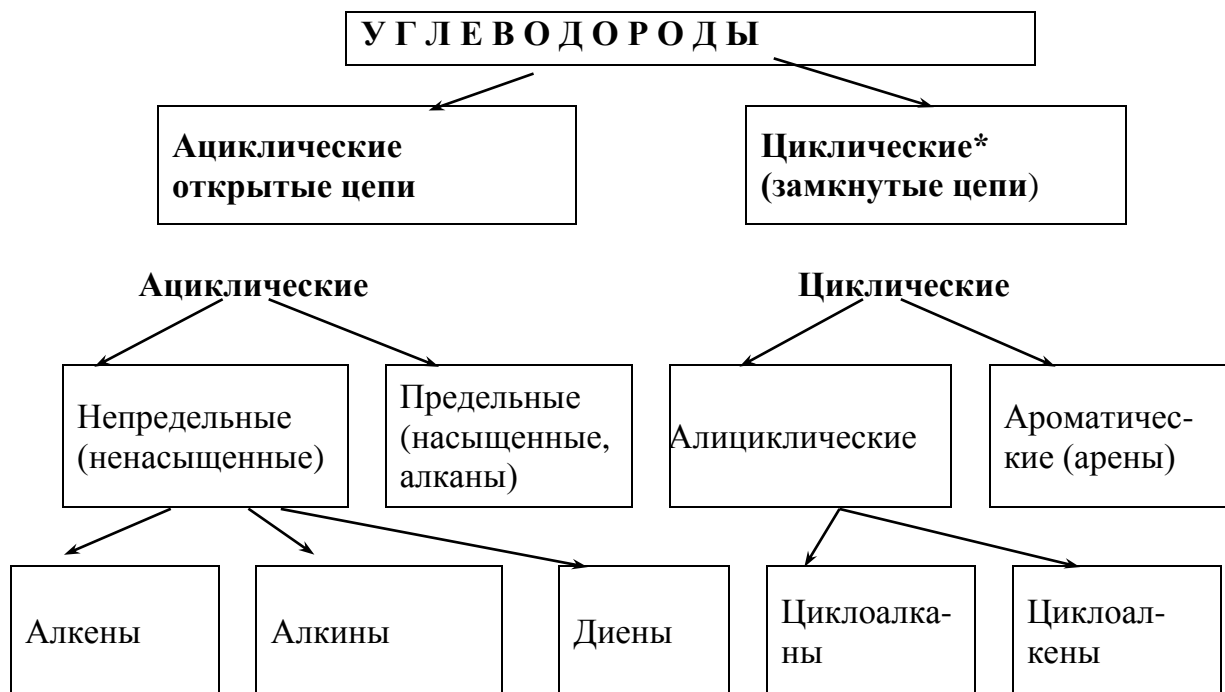 У Г Л Е В О Д О Р О Д Ы
Ациклические
открытые цепи
Циклические*
(замкнутые цепи)
Ациклические
Циклические
Непредельные
(ненасыщенные)
Предельные
(насыщенные,
алканы)
Алициклические
Ароматичес-
кие (арены)
Алкены
Алкины
Диены
Циклоалка-
ны
Циклоал-
кены